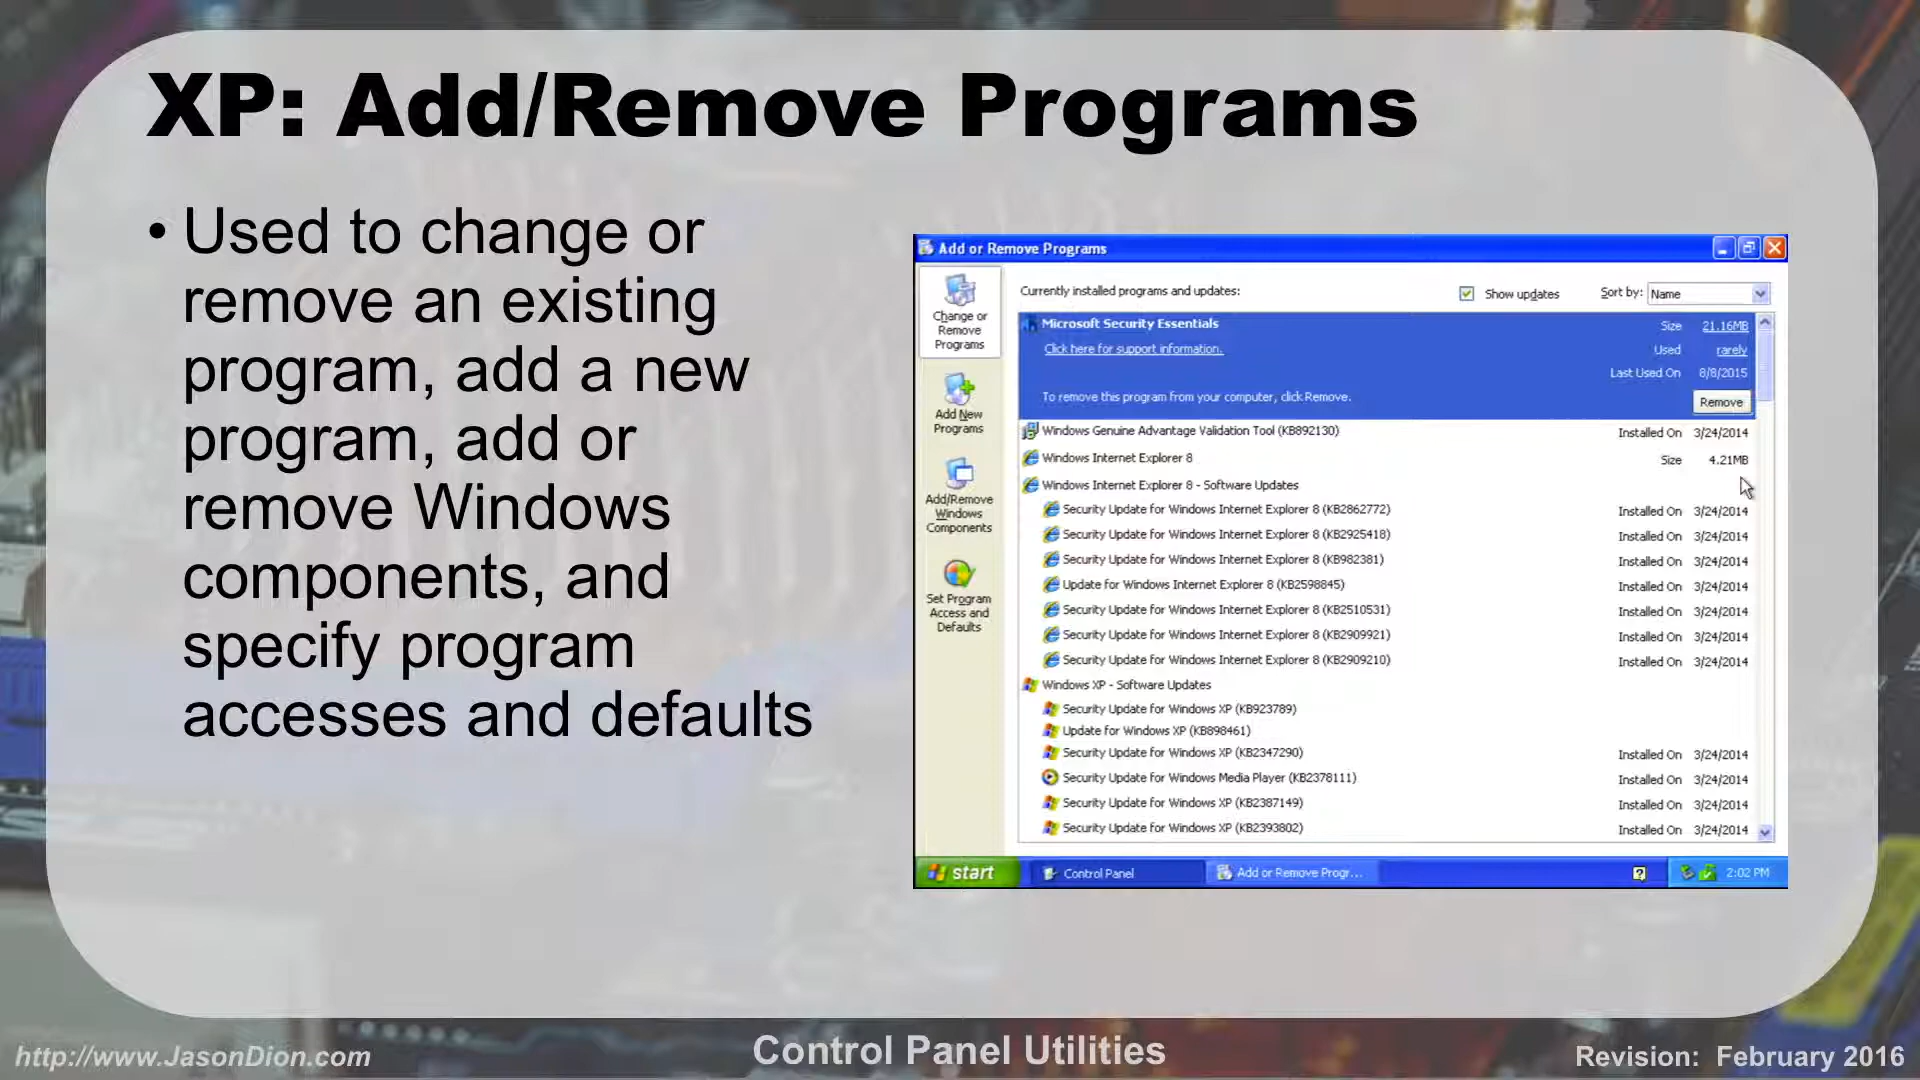 XP: Add/Remove Programs
• Used to change or
remove an existing
program, add a new
program, add or
remove Windows
components, and
specify program
accesses and defaults
Add or Remove Programs
Change or
Remove
Programs
Add New
Programs
Add/Remove
Windows
Components
Set Program
Access and
Defaults
Currently installed programs and updates:
Show updates
Sort by: Name
Microsoft Security Essentials Size 21.16MB
Click here for support information. Used rarely
Last Used On 8/8/2015
To remove this program from your computer, click Remove. Remove
Windows Genuine Advantage Validation Tool (KB892130) Installed On 3/24/2014
Windows Internet Explorer 8 Size 4.21MB
Windows Internet Explorer 8 - Software Updates
Security Update for Windows Internet Explorer 8 (KB2862772) Installed On 3/24/2014
Security Update for Windows Internet Explorer 8 (KB2925418) Installed On 3/24/2014
Security Update for Windows Internet Explorer 8 (KB982381) Installed On 3/24/2014
Update for Windows Internet Explorer 8 (KB2598845) Installed On 3/24/2014
Security Update for Windows Internet Explorer 8 (KB2510531) Installed On 3/24/2014
Security Update for Windows Internet Explorer 8 (KB2909921) Installed On 3/24/2014
Security Update for Windows Internet Explorer 8 (KB2909210) Installed On 3/24/2014
Windows XP - Software Updates
Security Update for Windows XP (KB923789)
Update for Windows XP (KB898461)
Security Update for Windows XP (KB2347290) Installed On 3/24/2014
Security Update for Windows Media Player (KB2378111) Installed On 3/24/2014
Security Update for Windows XP (KB2387149) Installed On 3/24/2014
Security Update for Windows XP (KB2393802) Installed On 3/24/2014
start Control Panel Add or Remove Progr... 2:02 PM
http://www.JasonDion.com
Control Panel Utilities
Revision: February 2016